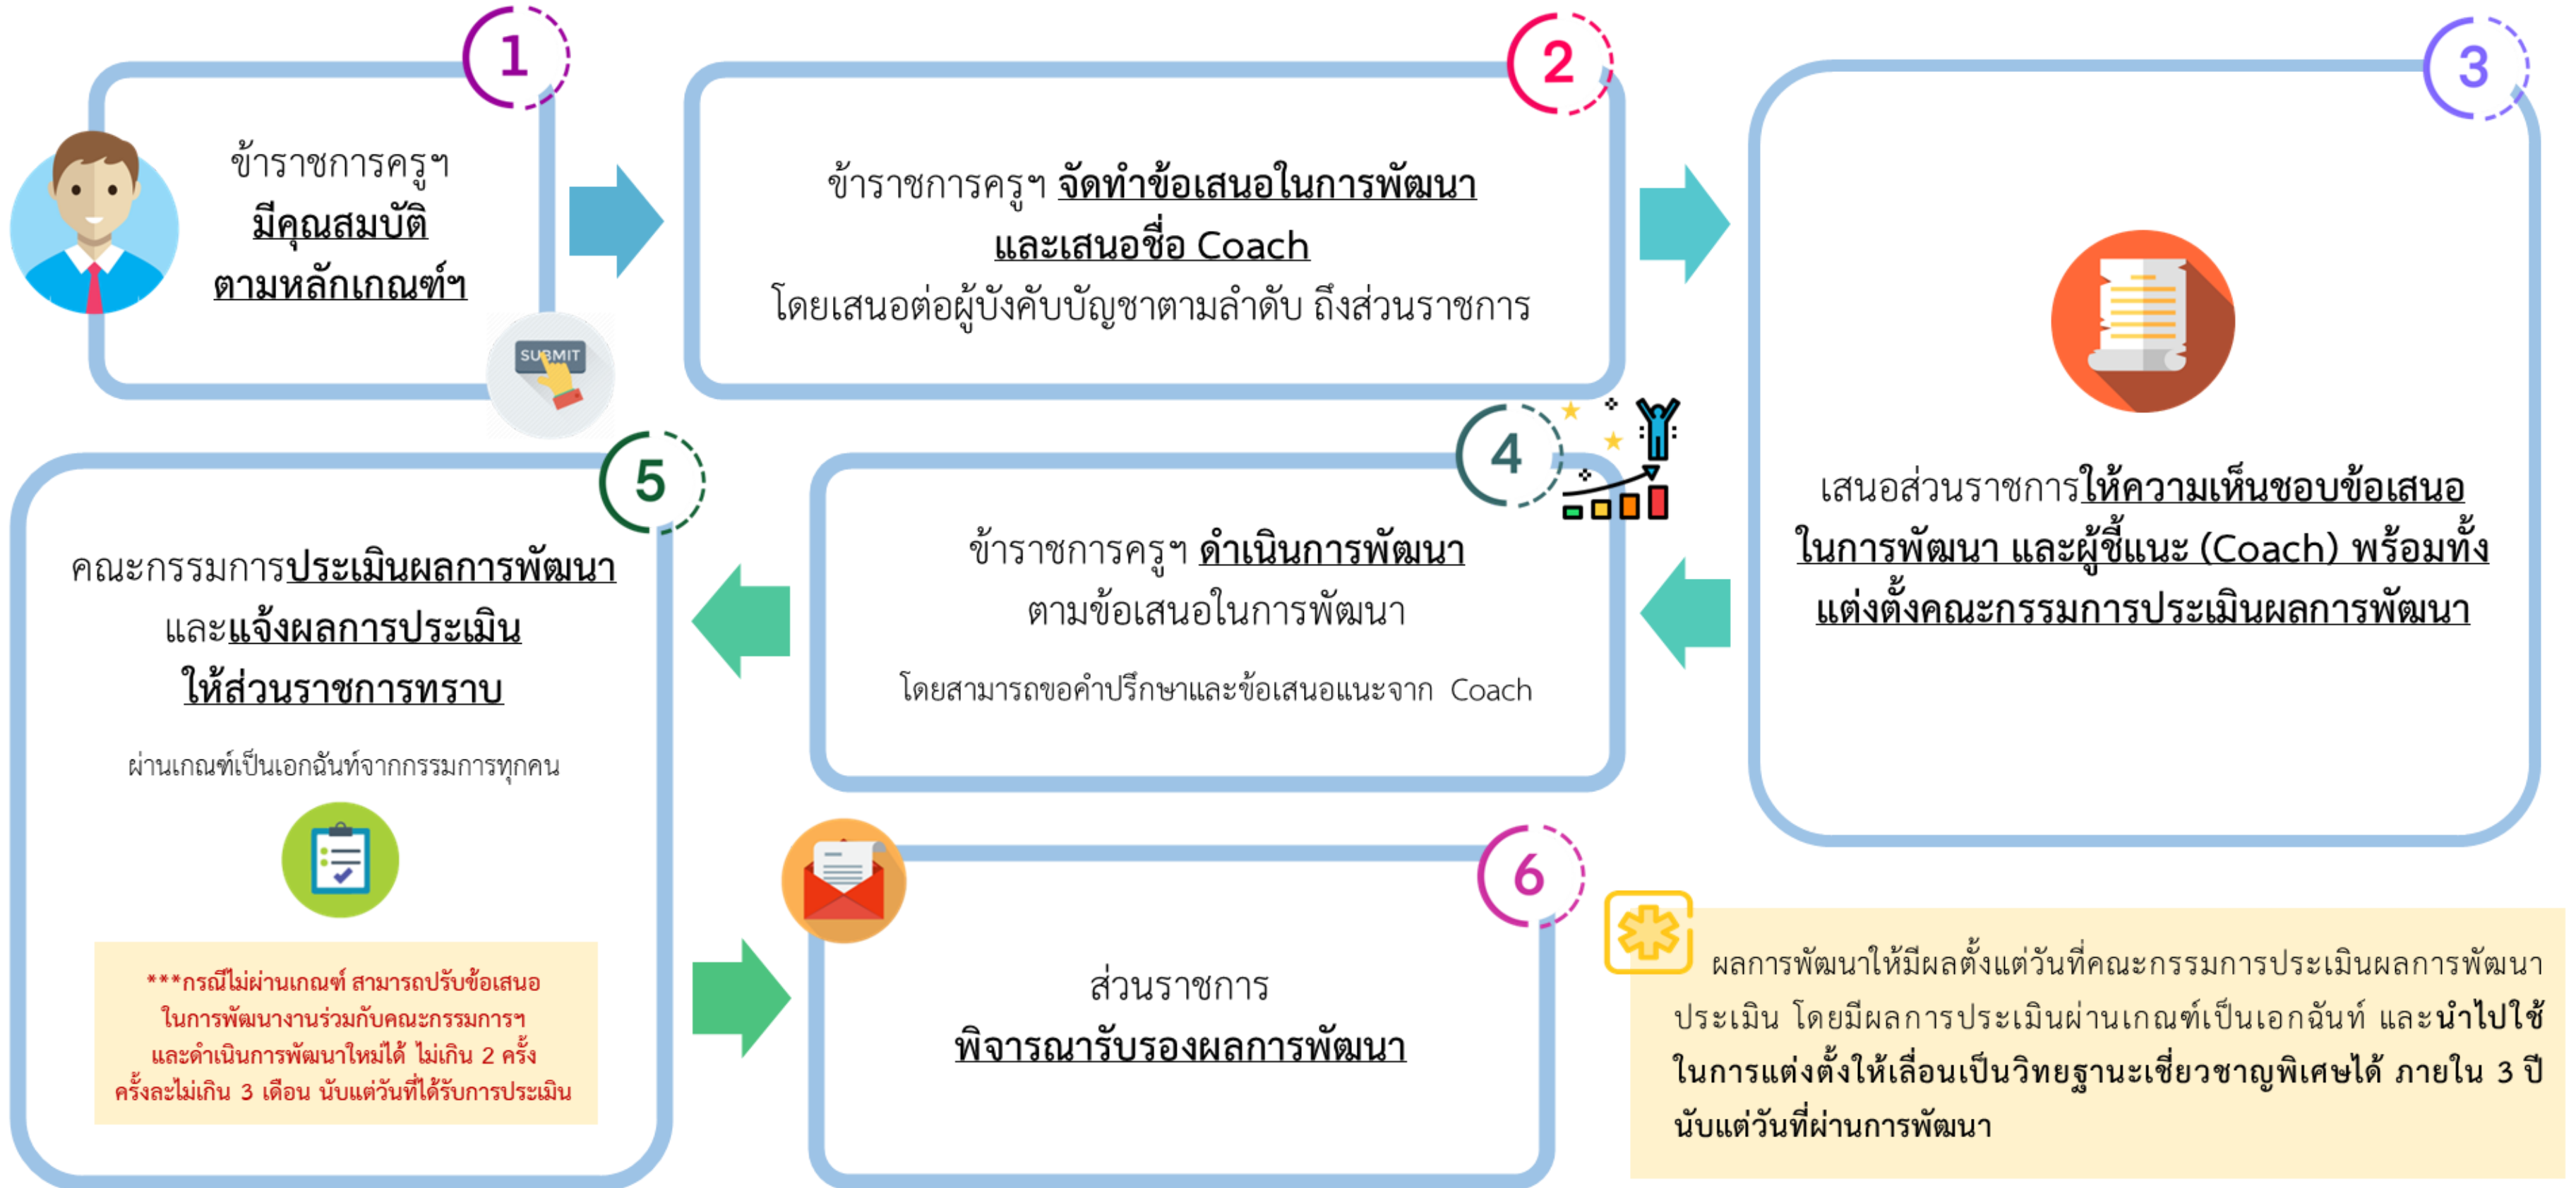 1
ข้าราชการครูฯ
มีคุณสมบัติ
ตามหลักเกณฑ์ฯ
SUBMIT
2
ข้าราชการครูฯ จัดทำข้อเสนอในการพัฒนา
และเสนอชื่อ Coach
โดยเสนอต่อผู้บังคับบัญชาตามลำดับ ถึงส่วนราชการ
3
เสนอส่วนราชการให้ความเห็นชอบข้อเสนอ
ในการพัฒนา และผู้ชี้แนะ (Coach) พร้อมทั้ง
แต่งตั้งคณะกรรมการประเมินผลการพัฒนา
4
ข้าราชการครูฯ ดำเนินการพัฒนา
ตามข้อเสนอในการพัฒนา
โดยสามารถขอคำปรึกษาและข้อเสนอแนะจาก Coach
5
คณะกรรมการประเมินผลการพัฒนา
และแจ้งผลการประเมิน
ให้ส่วนราชการทราบ
ผ่านเกณฑ์เป็นเอกฉันท์จากกรรมการทุกคน
***กรณีไม่ผ่านเกณฑ์ สามารถปรับข้อเสนอ
ในการพัฒนางานร่วมกับคณะกรรมการฯ
และดำเนินการพัฒนาใหม่ได้ ไม่เกิน 2 ครั้ง
ครั้งละไม่เกิน 3 เดือน นับแต่วันที่ได้รับการประเมิน
6
ส่วนราชการ
พิจารณารับรองผลการพัฒนา
ผลการพัฒนาให้มีผลตั้งแต่วันที่คณะกรรมการประเมินผลการพัฒนา
ประเมิน โดยมีผลการประเมินผ่านเกณฑ์เป็นเอกฉันท์ และนำไปใช้
ในการแต่งตั้งให้เลื่อนเป็นวิทยฐานะเชี่ยวชาญพิเศษได้ ภายใน 3 ปี
นับแต่วันที่ผ่านการพัฒนา